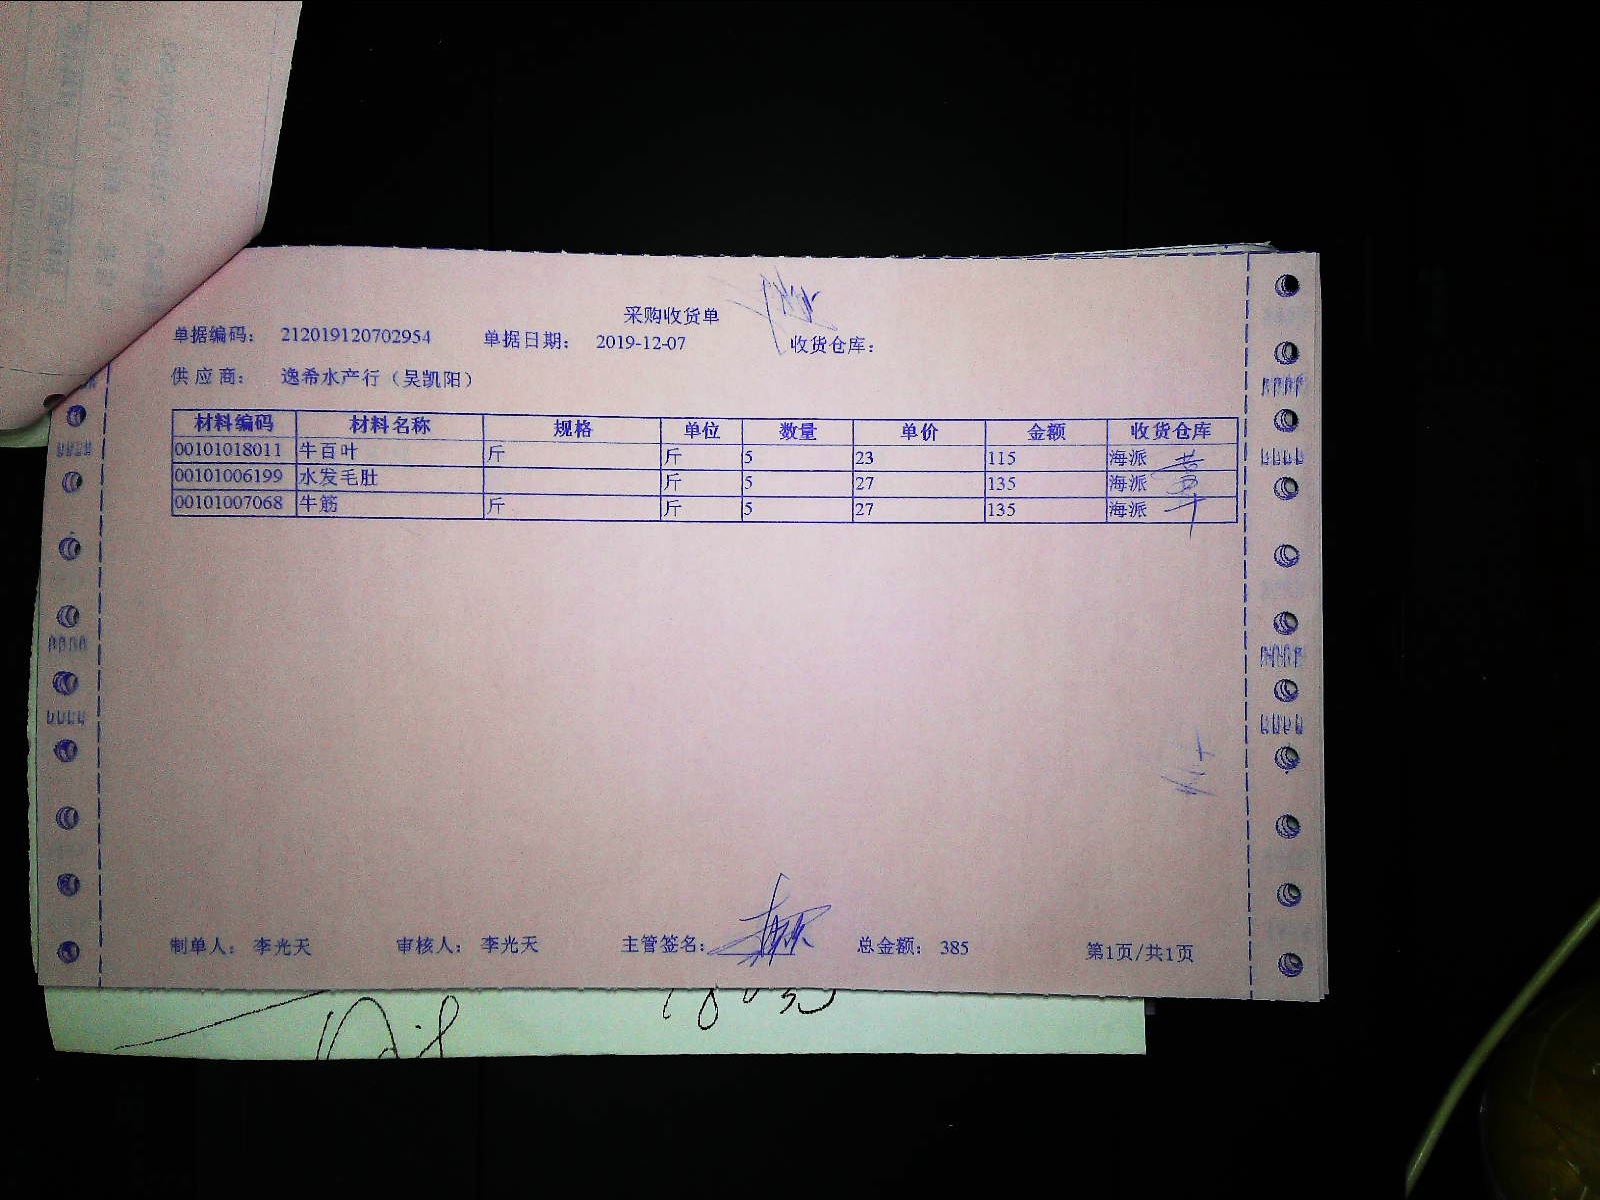 采购收货单
单据编码： 212019120702954 单据日期： 2019-12-07 收货仓库：
供应商： 逸希水产行（吴凯阳）
材料编码 材料名称 规格 单位 数量 单价 金额 收货仓库
00101018011 牛百叶 斤 斤 5 23 115 海派
00101006199 水发毛肚 斤 5 27 135 海派
00101007068 牛筋 斤 斤 5 27 135 海派
制单人： 李光天 审核人： 李光天 主管签名： 总金额： 385 第1页/共1页